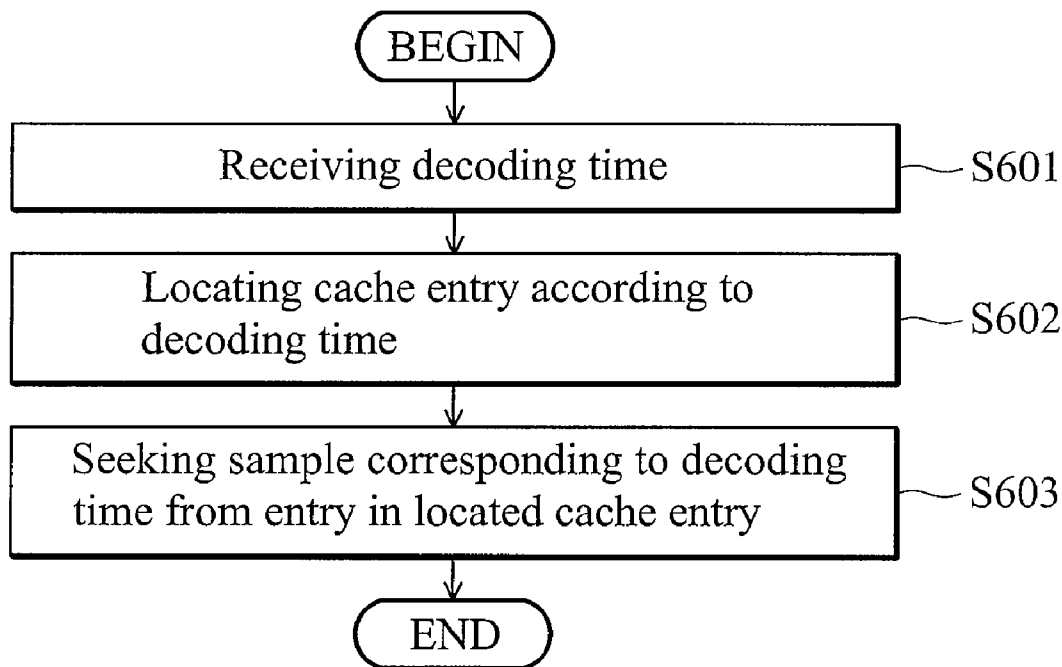 BEGIN
Receiving decoding time
S601
Locating cache entry according to
decoding time
S602
Seeking sample corresponding to decoding
time from entry in located cache entry
S603
END